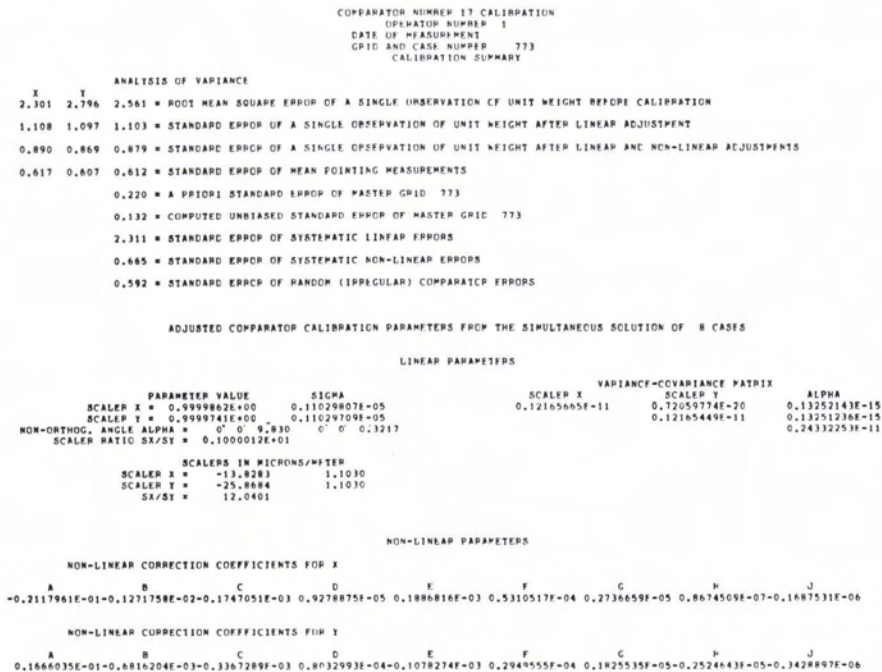 COMPARATOR NUMBER 17 CALIBRATION
OPERATOR NUMBER 1
DATE OF MEASUREMENT
GRID AND CASE NUMBER 773
CALIBRATION SUMMARY
ANALYSIS OF VARIANCE
X Y
2.301 2.796 2.561 = ROOT MEAN SQUARE ERROR OF A SINGLE OBSERVATION OF UNIT WEIGHT BEFORE CALIBRATION
1.108 1.097 1.103 = STANDARD ERROR OF A SINGLE OBSERVATION OF UNIT WEIGHT AFTER LINEAR ADJUSTMENT
0.890 0.869 0.879 = STANDARD ERROR OF A SINGLE OBSERVATION OF UNIT WEIGHT AFTER LINEAR AND NON-LINEAR ADJUSTMENTS
0.617 0.607 0.612 = STANDARD ERROR OF MEAN POINTING MEASUREMENTS
0.220 = A PRIORI STANDARD ERROR OF MASTER GRID 773
0.132 = COMPUTED UNBIASED STANDARD ERROR OF MASTER GRID 773
2.311 = STANDARD ERROR OF SYSTEMATIC LINEAR ERRORS
0.665 = STANDARD ERROR OF SYSTEMATIC NON-LINEAR ERRORS
0.592 = STANDARD ERROR OF RANDOM (IRREGULAR) COMPARATOR ERRORS
ADJUSTED COMPARATOR CALIBRATION PARAMETERS FROM THE SIMULTANEOUS SOLUTION OF 8 CASES
LINEAR PARAMETERS
VARIANCE-COVARIANCE MATRIX
PARAMETER VALUE SIGMA SCALER X SCALER Y ALPHA
SCALER X = 0.9999862E+00 0.11029807E-05 0.12165665E-11 0.72059774E-20 0.13252143E-15
SCALER Y = 0.9999741E+00 0.11029709E-05 0.12165449E-11 0.13251236E-15
NON-ORTHOG. ANGLE ALPHA = 0° 0' 9.830 0° 0' 0.3217 0.24332253E-11
SCALER RATIO SX/SY = 0.1000012E+01
SCALERS IN MICRONS/METER
SCALER X = -13.8283 1.1030
SCALER Y = -25.8684 1.1030
SX/SY = 12.0401
NON-LINEAR PARAMETERS
NON-LINEAR CORRECTION COEFFICIENTS FOR X
A B C D E F G H J
-0.2117961E-01-0.1271758E-02-0.1747051E-03 0.9278875E-05 0.1886816E-03 0.5310517E-04 0.2736659E-05 0.8674509E-07-0.1687531E-06
NON-LINEAR CORRECTION COEFFICIENTS FOR Y
A B C D E F G H J
0.1666035E-01-0.6816204E-03-0.3367289E-03 0.8032993E-04-0.1078274E-03 0.2949555E-04 0.1825535E-05-0.2524643E-05-0.3428897E-06